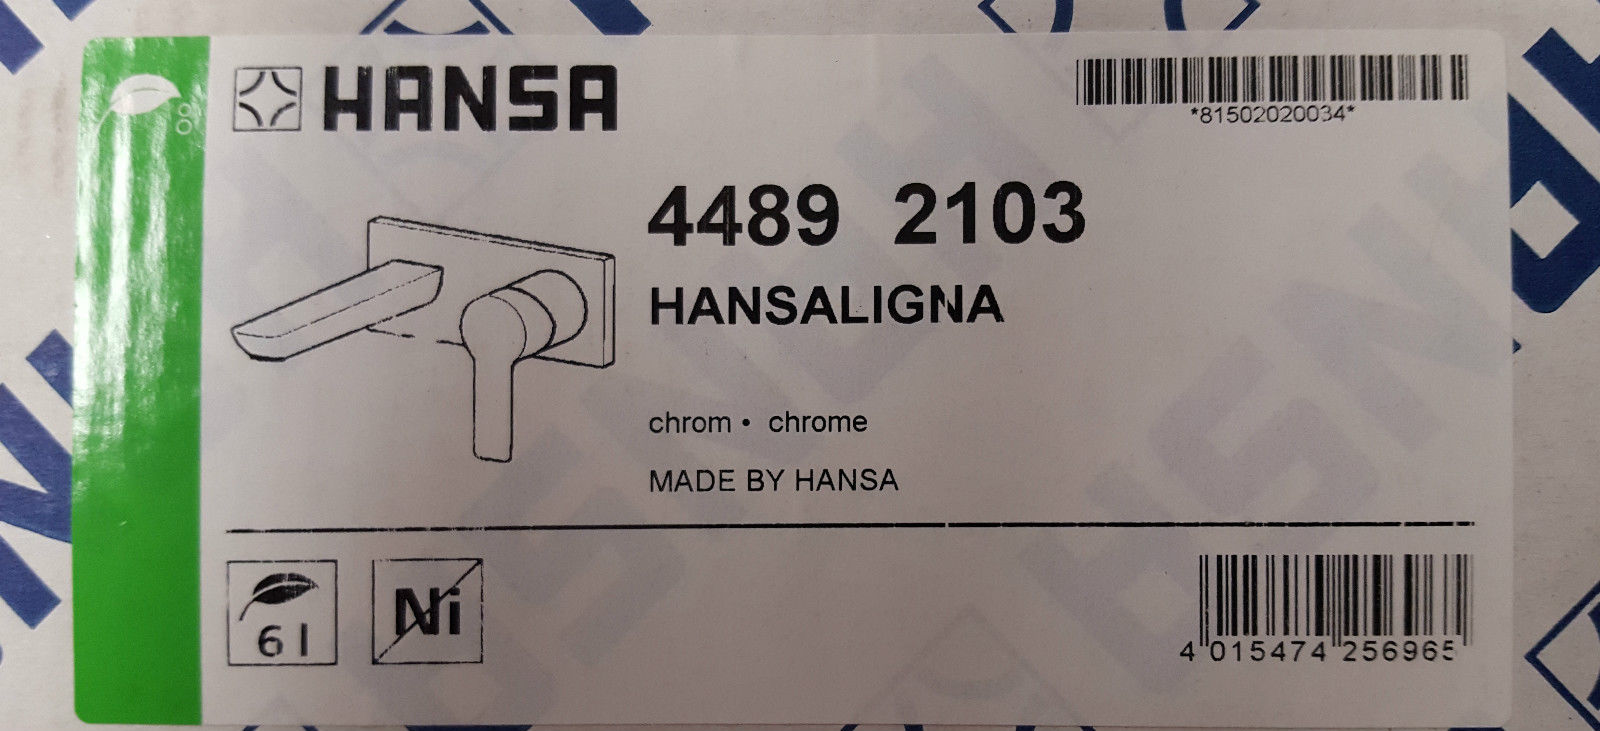 HANSA
*81502020034*
4489 2103
HANSALIGNA
chrom • chrome
MADE BY HANSA
6 l
Ni
4 015474 256965